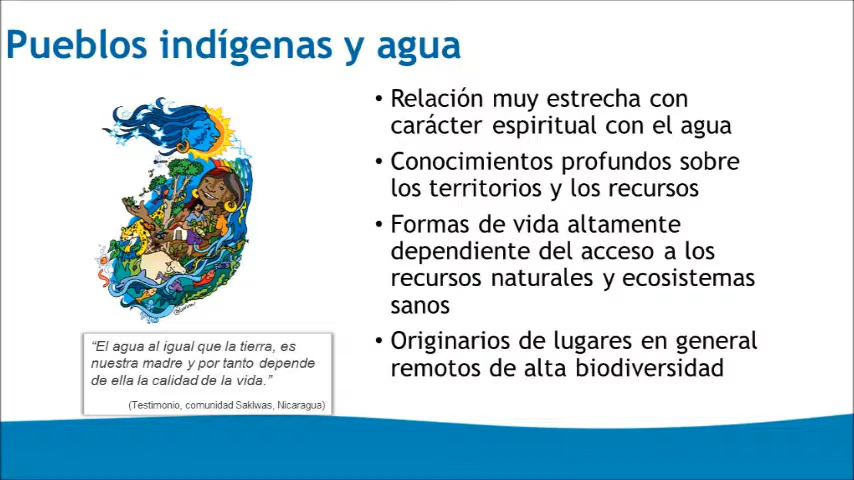 Pueblos indígenas y agua
• Relación muy estrecha con
carácter espiritual con el agua
• Conocimientos profundos sobre
los territorios y los recursos
• Formas de vida altamente
dependiente del acceso a los
recursos naturales y ecosistemas
sanos
• Originarios de lugares en general
remotos de alta biodiversidad
“El agua al igual que la tierra, es
nuestra madre y por tanto depende
de ella la calidad de la vida.”
(Testimonio, comunidad Saklwas, Nicaragua)